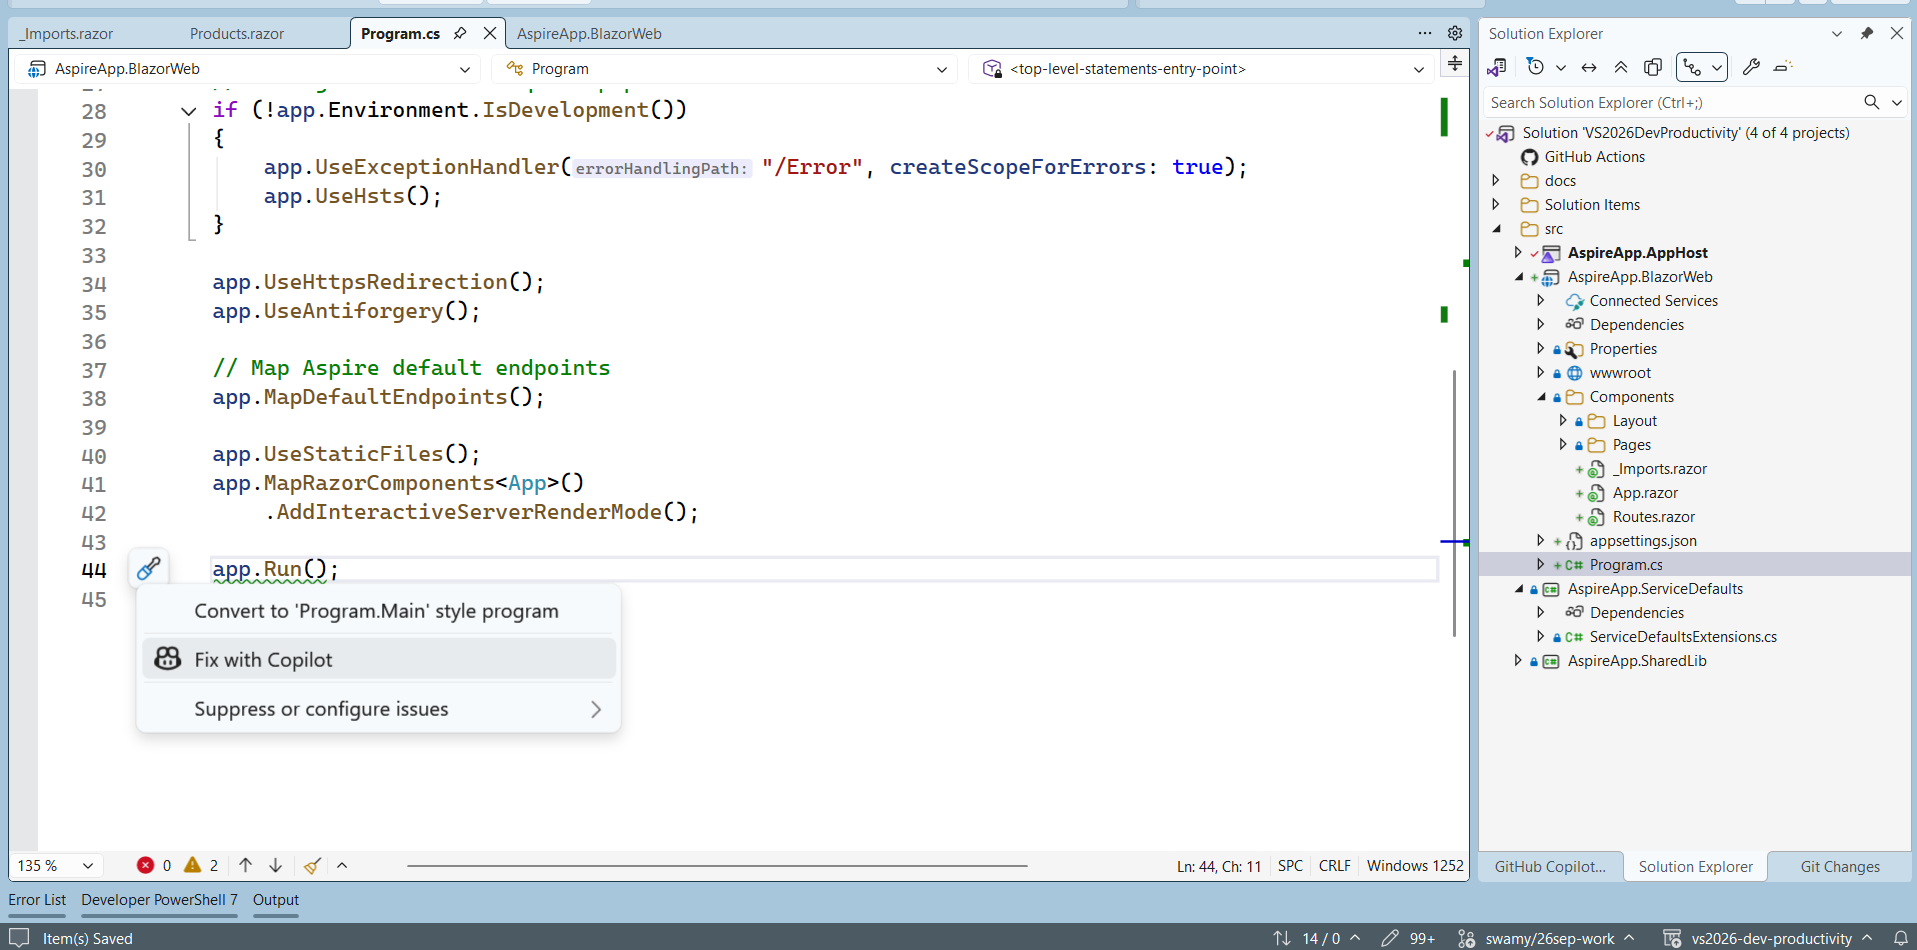 _Imports.razor
Products.razor
Program.cs
AspireApp.BlazorWeb
AspireApp.BlazorWeb
Program
<top-level-statements-entry-point>
28 if (!app.Environment.IsDevelopment())
29 {
30 app.UseExceptionHandler(errorHandlingPath: "/Error", createScopeForErrors: true);
31 app.UseHsts();
32 }
33
34 app.UseHttpsRedirection();
35 app.UseAntiforgery();
36
37 // Map Aspire default endpoints
38 app.MapDefaultEndpoints();
39
40 app.UseStaticFiles();
41 app.MapRazorComponents<App>()
42 .AddInteractiveServerRenderMode();
43
44 app.Run();
45
Convert to 'Program.Main' style program
Fix with Copilot
Suppress or configure issues
135 %
0
2
Ln: 44, Ch: 11
SPC
CRLF
Windows 1252
Solution Explorer
Search Solution Explorer (Ctrl+;)
Solution 'VS2026DevProductivity' (4 of 4 projects)
GitHub Actions
docs
Solution Items
src
AspireApp.AppHost
AspireApp.BlazorWeb
Connected Services
Dependencies
Properties
wwwroot
Components
Layout
Pages
_Imports.razor
App.razor
Routes.razor
appsettings.json
C# Program.cs
AspireApp.ServiceDefaults
Dependencies
C# ServiceDefaultsExtensions.cs
AspireApp.SharedLib
GitHub Copilot...
Solution Explorer
Git Changes
Error List
Developer PowerShell 7
Output
Item(s) Saved
14 / 0
99+
swamy/26sep-work
vs2026-dev-productivity